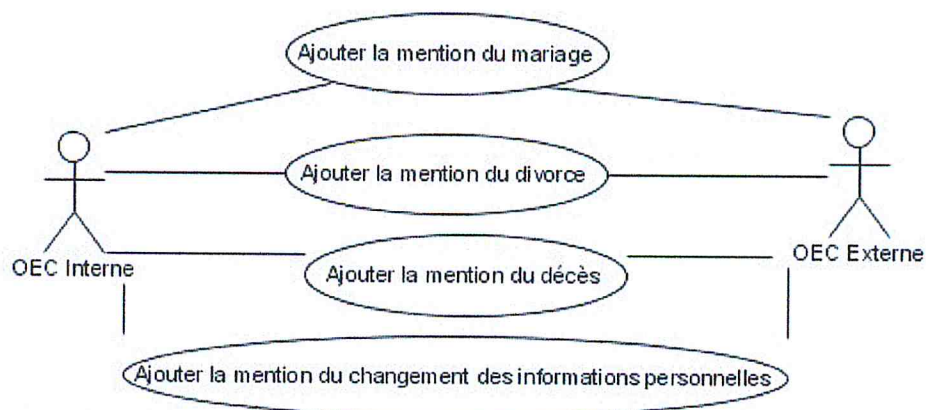 Ajouter la mention du mariage
Ajouter la mention du divorce
OEC Interne
OEC Externe
Ajouter la mention du décès
Ajouter la mention du changement des informations personnelles